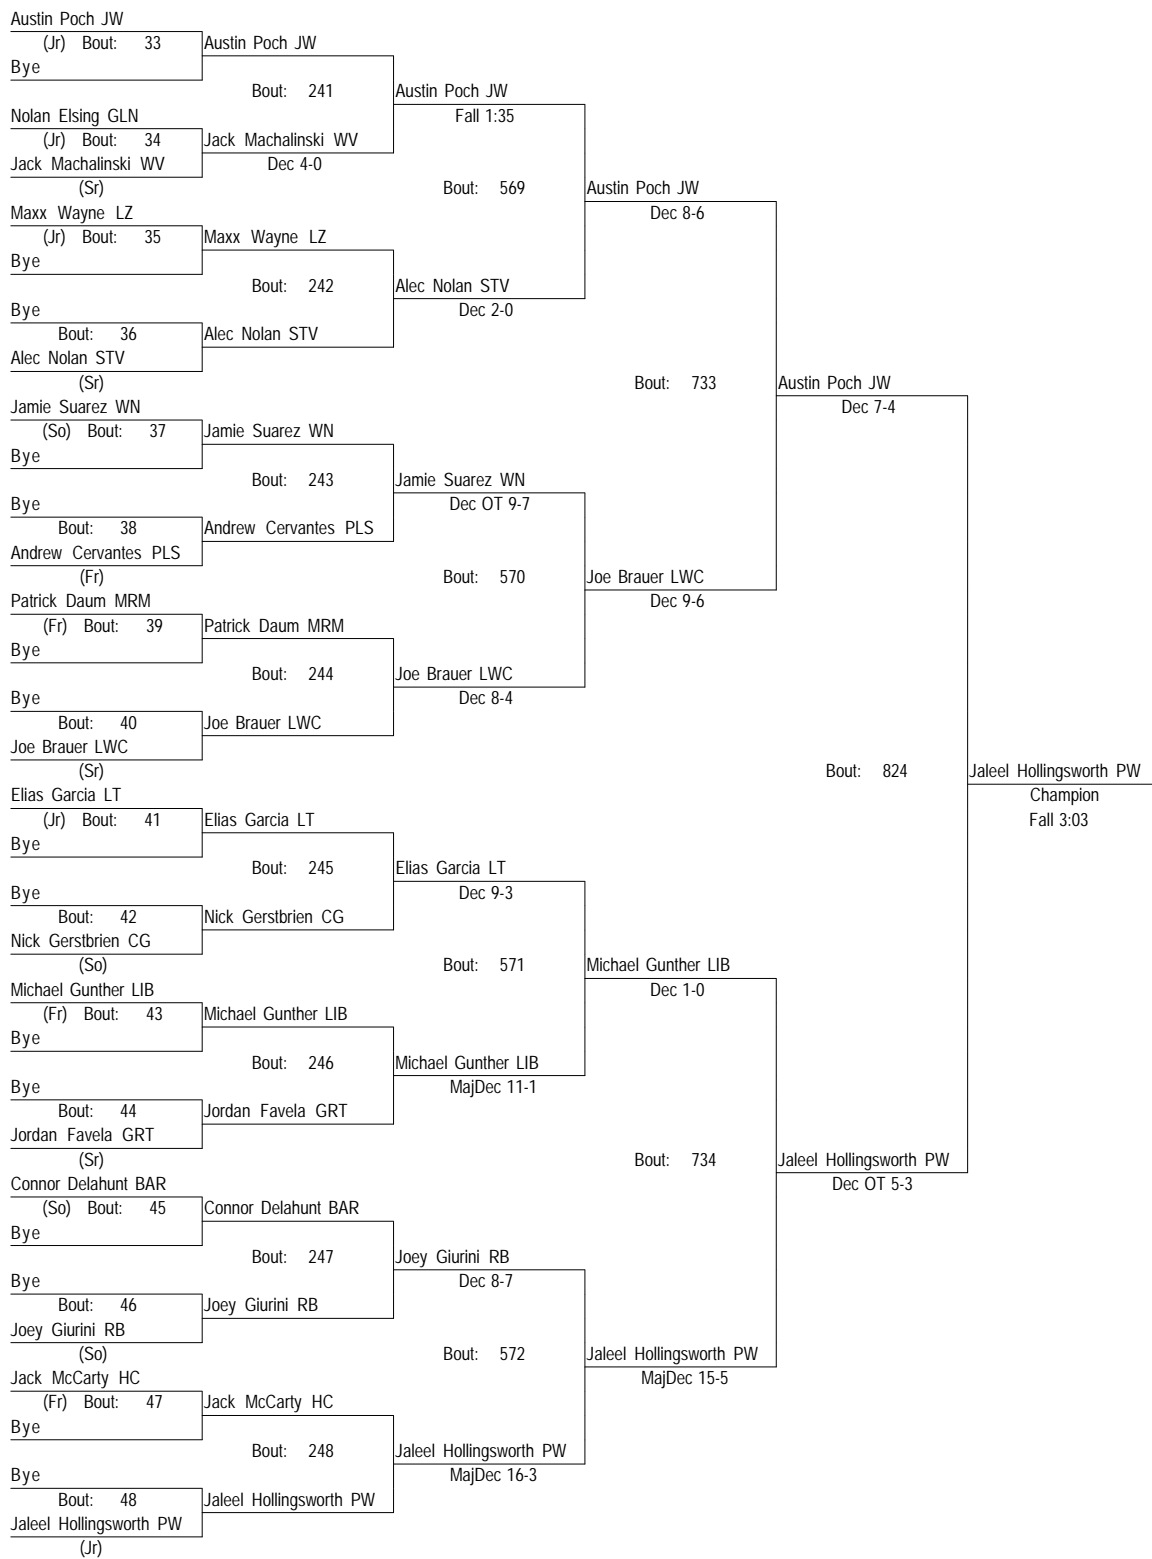 Austin Poch JW
(Jr) Bout: 33 Austin Poch JW
Bye
Bout: 241 Austin Poch JW
Nolan Elsing GLN Fall 1:35
(Jr) Bout: 34 Jack Machalinski WV
Jack Machalinski WV Dec 4-0
(Sr) Bout: 569 Austin Poch JW
Maxx Wayne LZ Dec 8-6
(Jr) Bout: 35 Maxx Wayne LZ
Bye
Bout: 242 Alec Nolan STV
Bye Dec 2-0
Bout: 36 Alec Nolan STV
Alec Nolan STV
(Sr) Bout: 733 Austin Poch JW
Jamie Suarez WN Dec 7-4
(So) Bout: 37 Jamie Suarez WN
Bye
Bout: 243 Jamie Suarez WN
Bye Dec OT 9-7
Bout: 38 Andrew Cervantes PLS
Andrew Cervantes PLS
(Fr) Bout: 570 Joe Brauer LWC
Patrick Daum MRM Dec 9-6
(Fr) Bout: 39 Patrick Daum MRM
Bye
Bout: 244 Joe Brauer LWC
Bye Dec 8-4
Bout: 40 Joe Brauer LWC
Joe Brauer LWC
(Sr) Bout: 824 Jaleel Hollingsworth PW
Elias Garcia LT Champion
(Jr) Bout: 41 Elias Garcia LT Fall 3:03
Bye
Bout: 245 Elias Garcia LT
Bye Dec 9-3
Bout: 42 Nick Gerstbrien CG
Nick Gerstbrien CG
(So) Bout: 571 Michael Gunther LIB
Michael Gunther LIB Dec 1-0
(Fr) Bout: 43 Michael Gunther LIB
Bye
Bout: 246 Michael Gunther LIB
Bye MajDec 11-1
Bout: 44 Jordan Favela GRT
Jordan Favela GRT
(Sr) Bout: 734 Jaleel Hollingsworth PW
Connor Delahunt BAR Dec OT 5-3
(So) Bout: 45 Connor Delahunt BAR
Bye
Bout: 247 Joey Giurini RB
Bye Dec 8-7
Bout: 46 Joey Giurini RB
Joey Giurini RB
(So) Bout: 572 Jaleel Hollingsworth PW
Jack McCarty HC MajDec 15-5
(Fr) Bout: 47 Jack McCarty HC
Bye
Bout: 248 Jaleel Hollingsworth PW
Bye MajDec 16-3
Bout: 48 Jaleel Hollingsworth PW
Jaleel Hollingsworth PW
(Jr)